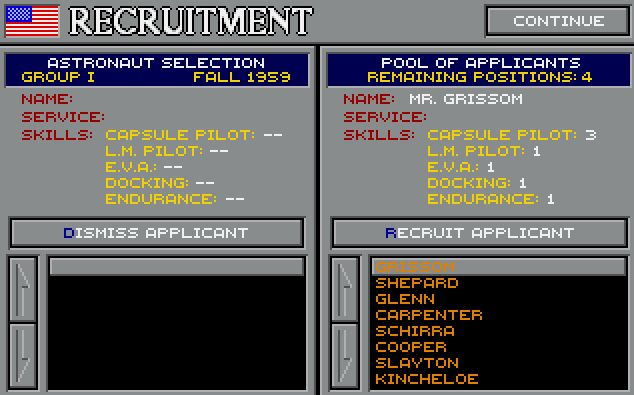 RECRUITMENT
CONTINUE
ASTRONAUT SELECTION
GROUP I FALL 1959
NAME:
SERVICE:
SKILLS: CAPSULE PILOT: --
L.M. PILOT: --
E.V.A.: --
DOCKING: --
ENDURANCE: --
DISMISS APPLICANT
POOL OF APPLICANTS
REMAINING POSITIONS: 4
NAME: MR. GRISSOM
SERVICE:
SKILLS: CAPSULE PILOT: 3
L.M. PILOT: 1
E.V.A.: 1
DOCKING: 1
ENDURANCE: 1
RECRUIT APPLICANT
GRISSOM
SHEPARD
GLENN
CARPENTER
SCHIRRA
COOPER
SLAYTON
KINCHELOE